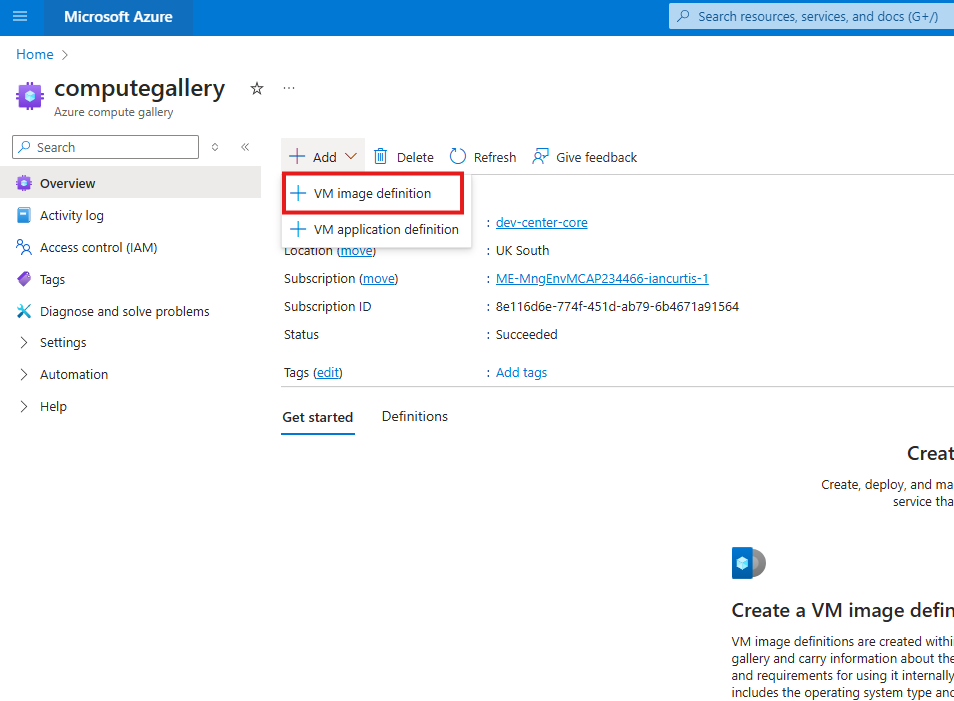 Microsoft Azure
Search resources, services, and docs (G+/)
Home
computegallery
Azure compute gallery
Search
Overview
Activity log
Access control (IAM)
Tags
Diagnose and solve problems
Settings
Automation
Help
Add
Delete
Refresh
Give feedback
VM image definition
VM application definition
: dev-center-core
Location (move) : UK South
Subscription (move) : ME-MngEnvMCAP234466-iancurtis-1
Subscription ID : 8e116d6e-774f-451d-ab79-6b4671a91564
Status : Succeeded
Tags (edit) : Add tags
Get started Definitions
Creat
Create, deploy, and ma
service tha
Create a VM image defin
VM image definitions are created withi
gallery and carry information about the
and requirements for using it internally
includes the operating system type and